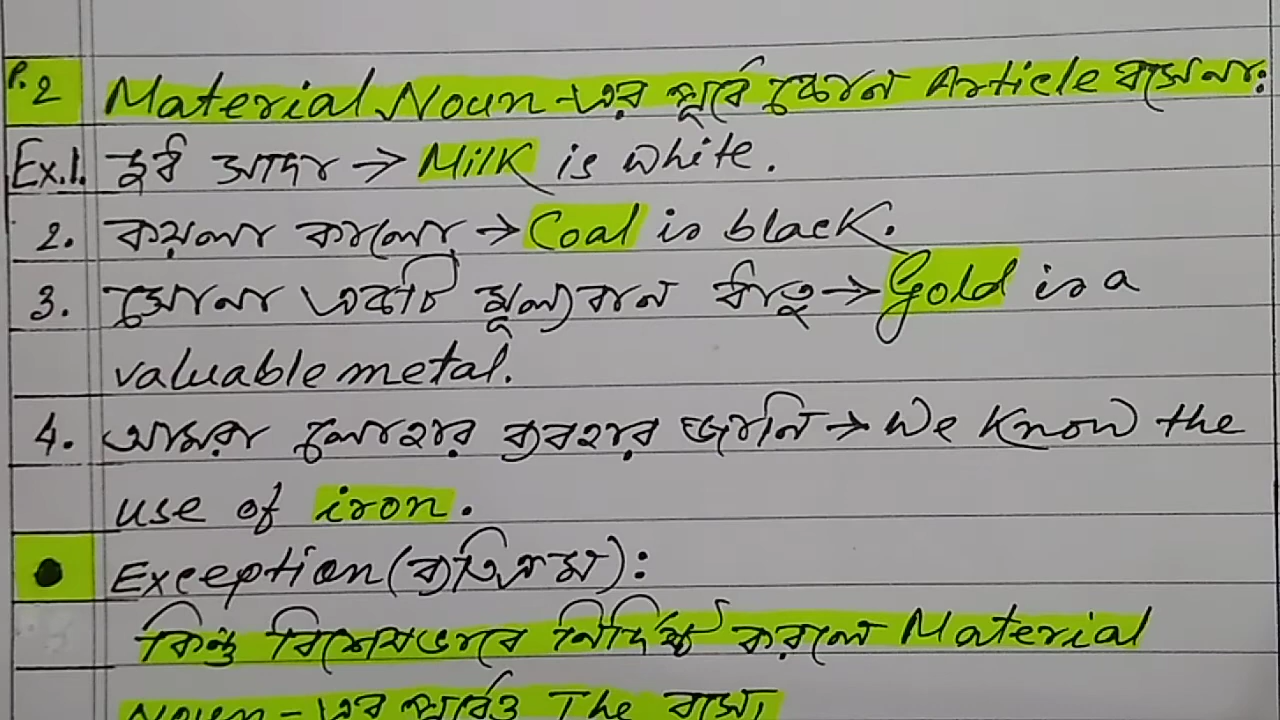 P.2 Material Noun-এর পূর্বে কোন Article বসেনা:
Ex.1. দুধ সাদা → Milk is white.
2. কয়লা কালো → Coal is black.
3. সোনা একটি মূল্যবান ধাতু → Gold is a
valuable metal.
4. আমরা লোহার ব্যবহার জানি → We know the
use of iron.
● Exception (ব্যতিক্রম):
কিন্তু বিশেষভাবে নির্দিষ্ট করলে Material
Noun-এর পূর্বেও The বসে।